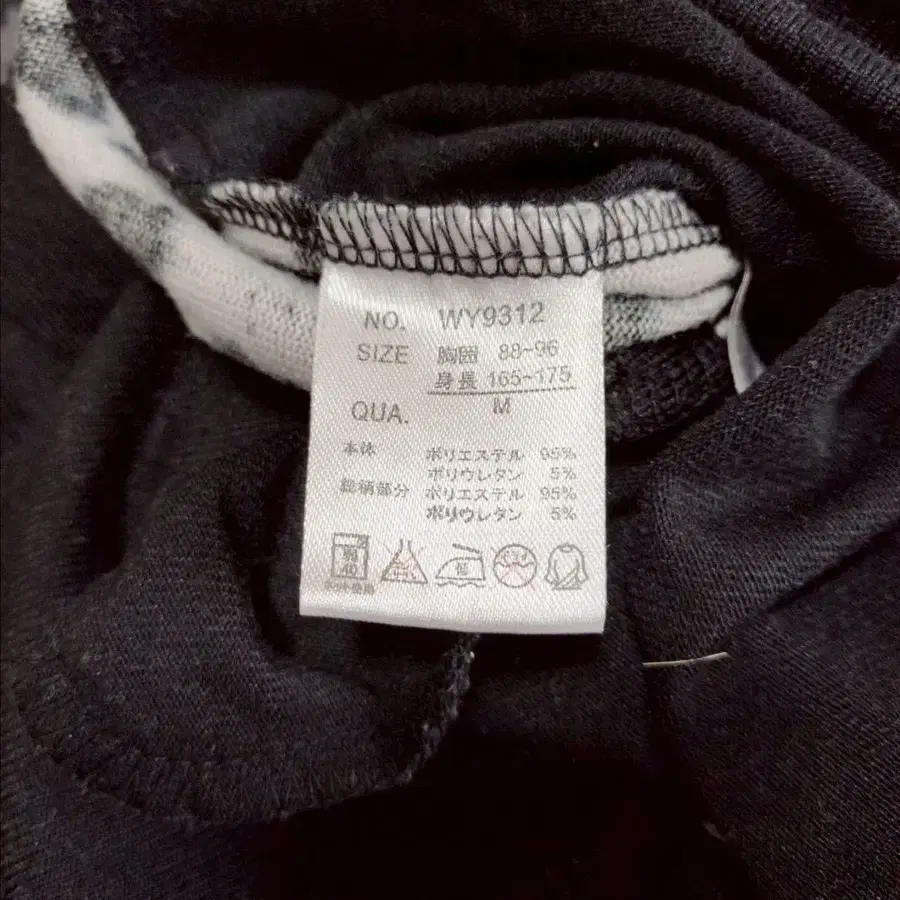 NO. WY9312
SIZE 胸囲 88~96
身長 165~175
QUA. M
本体 ポリエステル 95%
ポリウレタン 5%
総柄部分 ポリエステル 95%
ポリウレタン 5%
40 中